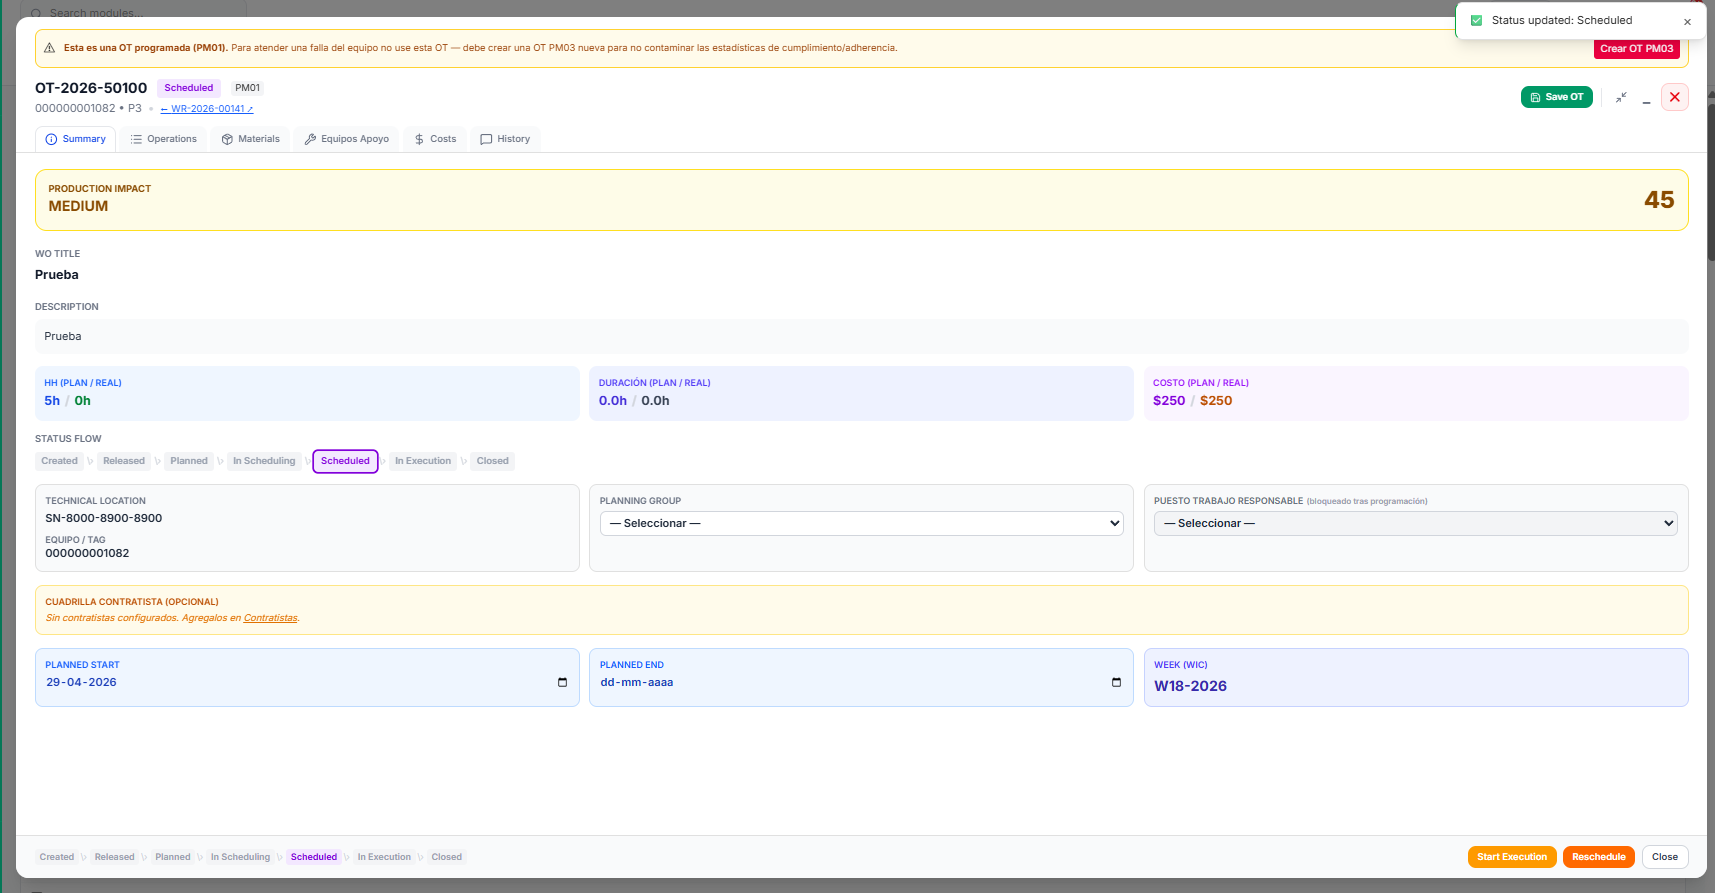 Search modules...
Status updated: Scheduled
×
Esta es una OT programada (PM01). Para atender una falla del equipo no use esta OT — debe crear una OT PM03 nueva para no contaminar las estadísticas de cumplimiento/adherencia.
Crear OT PM03
OT-2026-50100 Scheduled PM01
000000001082 • P3 • ← WR-2026-00141 ↗
Save OT
Summary Operations Materials Equipos Apoyo Costs History
PRODUCTION IMPACT
MEDIUM
45
WO TITLE
Prueba
DESCRIPTION
Prueba
HH (PLAN / REAL)
5h / 0h
DURACIÓN (PLAN / REAL)
0.0h / 0.0h
COSTO (PLAN / REAL)
$250 / $250
STATUS FLOW
Created Released Planned In Scheduling Scheduled In Execution Closed
TECHNICAL LOCATION
SN-8000-8900-8900
EQUIPO / TAG
000000001082
PLANNING GROUP
— Seleccionar —
PUESTO TRABAJO RESPONSABLE (bloqueado tras programación)
— Seleccionar —
CUADRILLA CONTRATISTA (OPCIONAL)
Sin contratistas configurados. Agregalos en Contratistas.
PLANNED START
29-04-2026
PLANNED END
dd-mm-aaaa
WEEK (WIC)
W18-2026
Created Released Planned In Scheduling Scheduled In Execution Closed
Start Execution Reschedule Close